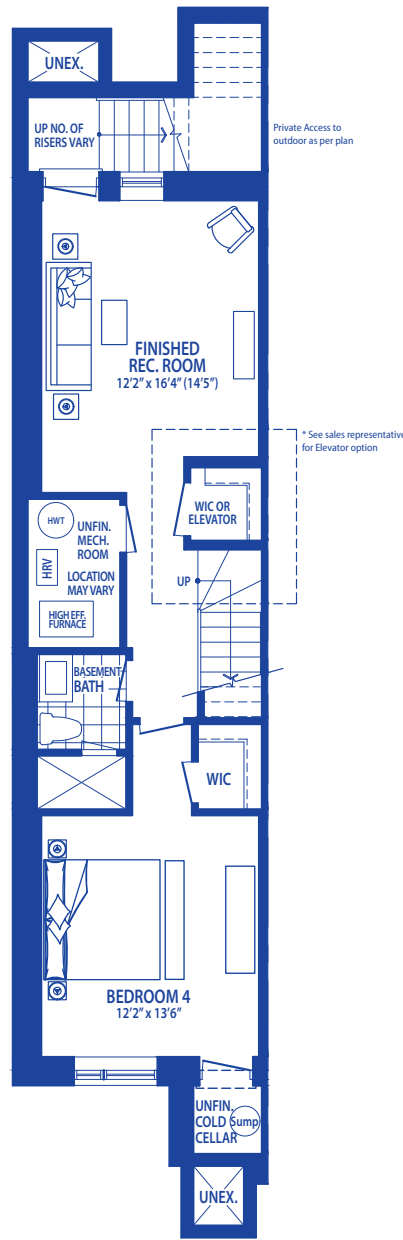 UNEX.
UP NO. OF
RISERS VARY
Private Access to
outdoor as per plan
FINISHED
REC. ROOM
12'2" x 16'4" (14'5")
* See sales representative
for Elevator option
WIC OR
ELEVATOR
HWT
UNFIN.
MECH.
ROOM
HRV
LOCATION
MAY VARY
UP
HIGH EFF.
FURNACE
BASEMENT
BATH
WIC
BEDROOM 4
12'2" x 13'6"
UNFIN.
COLD
CELLAR
Sump
UNEX.